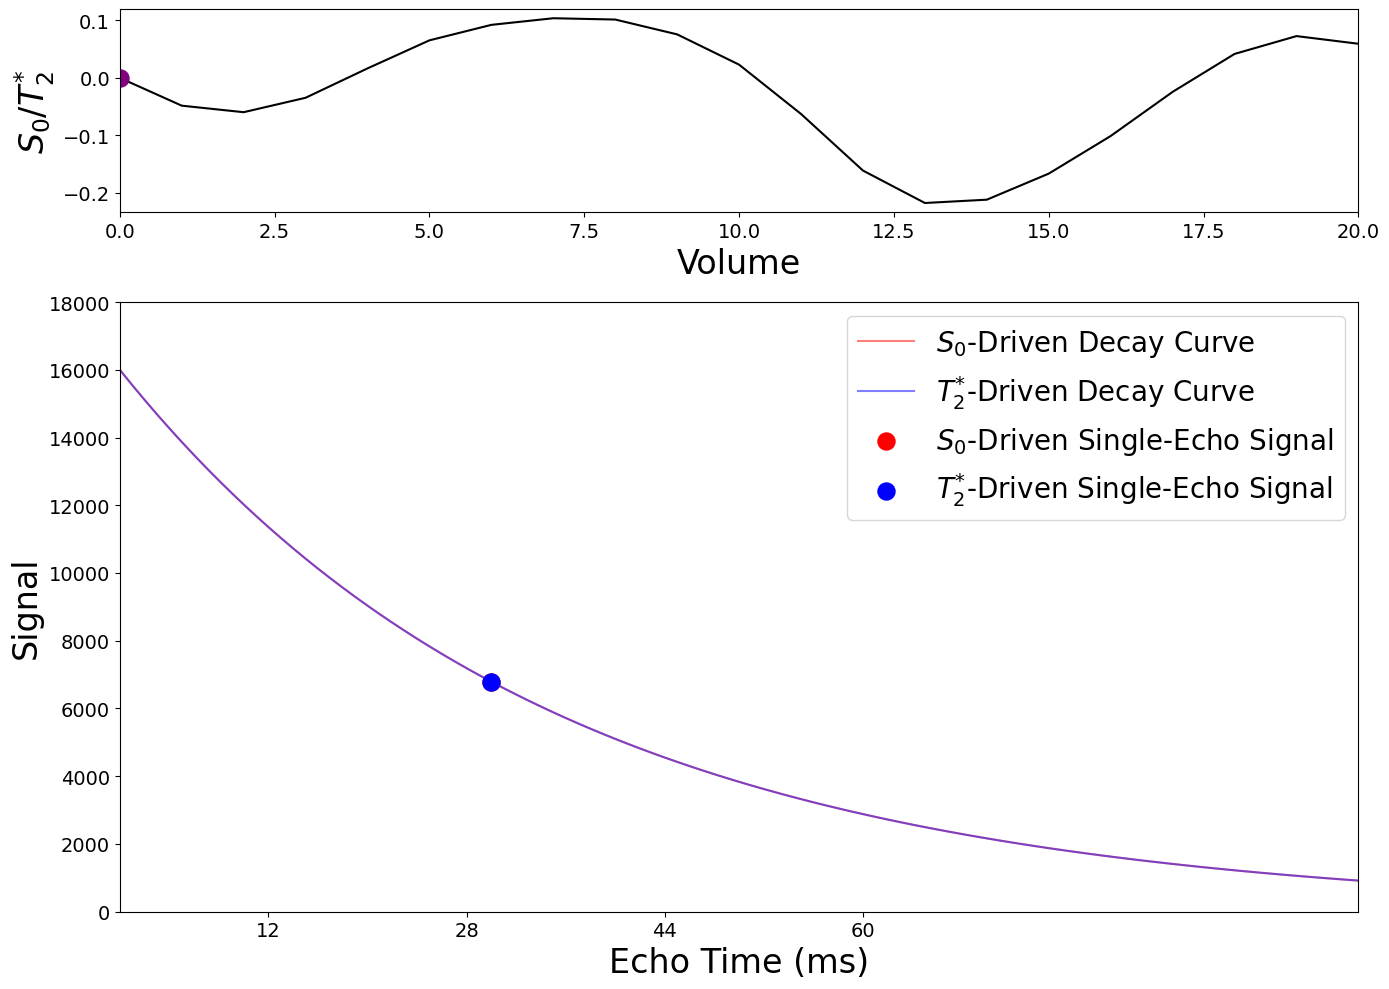 S₀/T₂*
0.1
0.0
−0.1
−0.2
0.0 2.5 5.0 7.5 10.0 12.5 15.0 17.5 20.0
Volume
Signal
18000
16000
14000
12000
10000
8000
6000
4000
2000
0
S₀-Driven Decay Curve
T₂*-Driven Decay Curve
S₀-Driven Single-Echo Signal
T₂*-Driven Single-Echo Signal
12 28 44 60
Echo Time (ms)